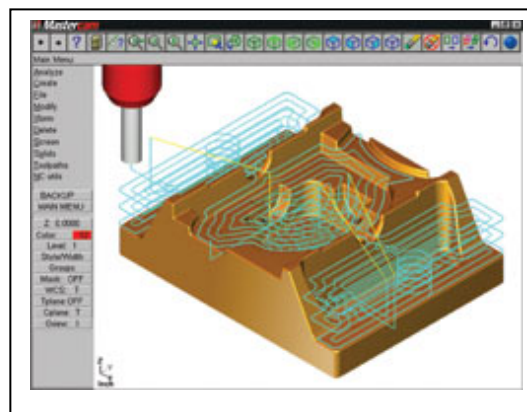 Mastercam
Main Menu:
Analyze
Create
File
Modify
Xform
Delete
Screen
Solids
Toolpaths
NC utils
BACKUP
MAIN MENU
Z: 0.0000
Color:
Level: 1
Style/Width
Groups
Mask: OFF
WCS: T
Tplane:OFF
Cplane: T
Gview: I
Z
Y
X
Inch